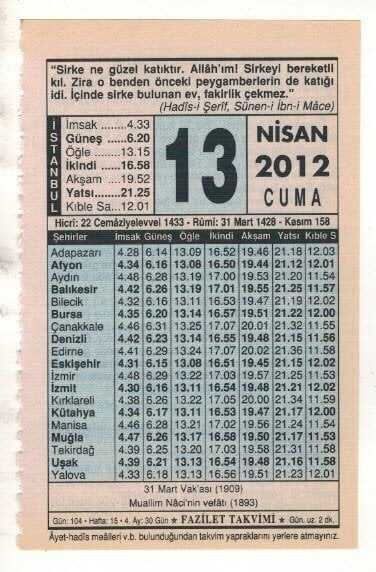 "Sirke ne güzel katıktır. Allâh'ım! Sirkeyi bereketli
kıl. Zira o benden önceki peygamberlerin de katığı
idi. İçinde sirke bulunan ev, fakirlik çekmez."
(Hadîs-i Şerîf, Sünen-i İbn-i Mâce)
İSTANBUL
İmsak ........4.33
Güneş ......6.20
Öğle ........13.15
İkindi ......16.58
Akşam ....19.52
Yatsı.......21.25
Kıble Sa...12.01
13
NİSAN
2012
CUMA
Hicrî: 22 Cemâziyelevvel 1433 - Rûmî: 31 Mart 1428 - Kasım 158
Şehirler İmsak Güneş Öğle İkindi Akşam Yatsı Kıble S
Adapazarı 4.28 6.14 13.09 16.52 19.46 21.18 12.03
Afyon 4.34 6.16 13.08 16.50 19.44 21.12 12.01
Aydın 4.48 6.28 13.19 17.00 19.53 21.20 11.54
Balıkesir 4.42 6.26 13.19 17.01 19.55 21.25 11.57
Bilecik 4.32 6.16 13.11 16.53 19.47 21.19 12.02
Bursa 4.35 6.20 13.14 16.57 19.51 21.22 12.00
Çanakkale 4.46 6.31 13.25 17.07 20.01 21.32 11.55
Denizli 4.42 6.23 13.14 16.55 19.48 21.15 11.56
Edirne 4.41 6.29 13.24 17.07 20.02 21.36 11.58
Eskişehir 4.31 6.15 13.08 16.51 19.45 21.15 12.02
İzmir 4.48 6.29 13.22 17.03 19.57 21.25 11.53
İzmit 4.30 6.16 13.11 16.54 19.48 21.21 12.02
Kırklareli 4.38 6.26 13.22 17.05 20.00 21.34 11.59
Kütahya 4.34 6.17 13.11 16.53 19.47 21.17 12.00
Manisa 4.46 6.28 13.21 17.02 19.56 21.24 11.54
Muğla 4.47 6.26 13.17 16.58 19.50 21.17 11.53
Tekirdağ 4.39 6.25 13.20 17.03 19.58 21.31 11.58
Uşak 4.39 6.21 13.13 16.54 19.48 21.16 11.58
Yalova 4.33 6.18 13.13 16.56 19.51 21.23 12.01
31 Mart Vak'ası (1909)
Muallim Nâci'nin vefâtı (1893)
Gün: 104 • Hafta: 15 • 4. Ay: 30 Gün ★ FAZİLET TAKVİMİ ★ Gün. uz. 2 dk.
Âyet-hadîs meâlleri v.b. bulunduğundan takvim yapraklarını yerlere atmayınız.